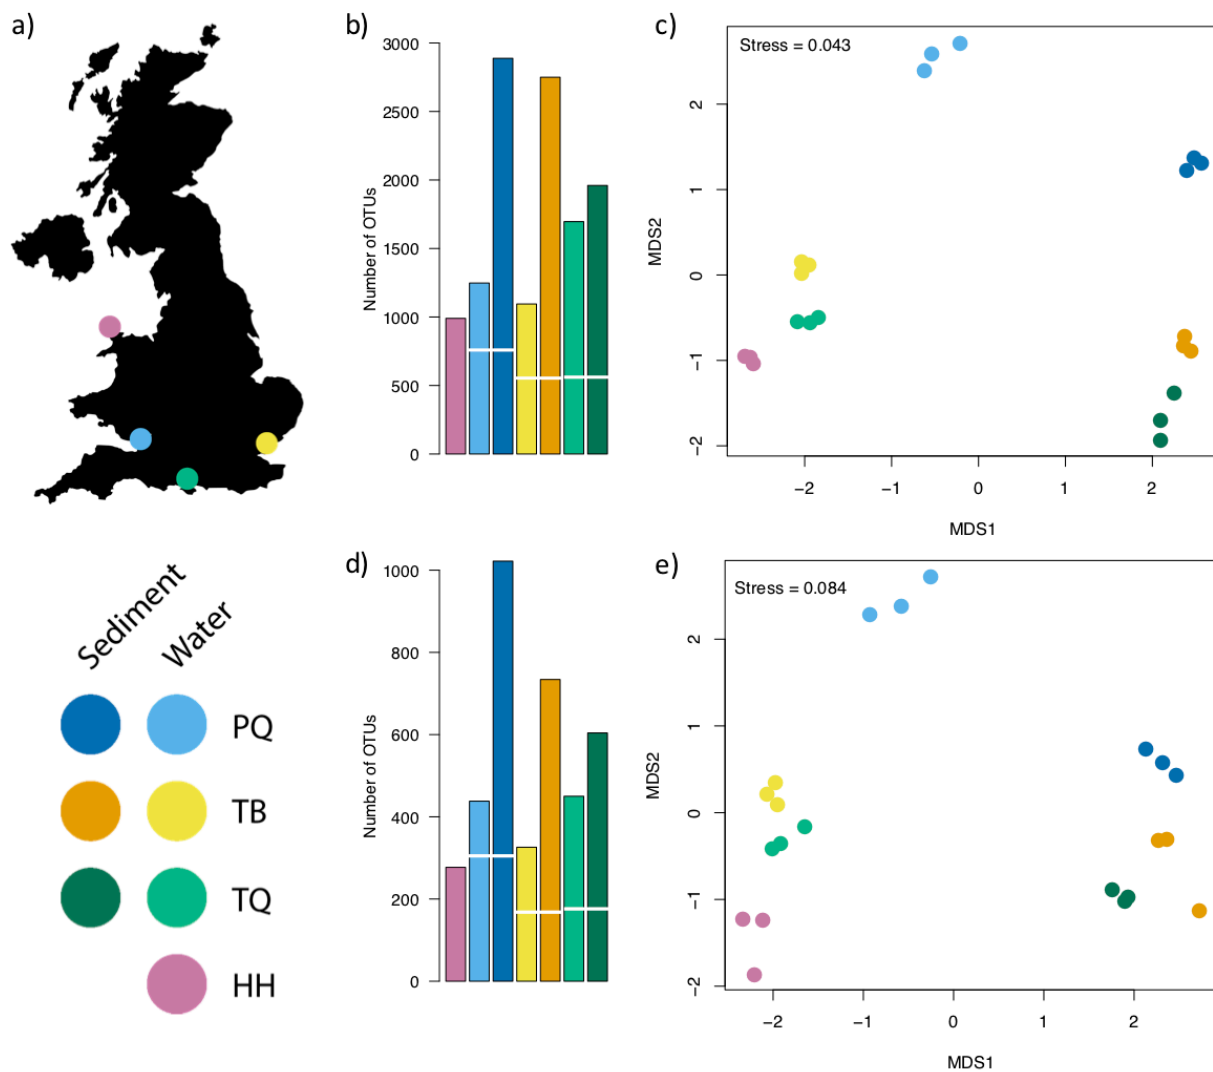 a)
b)
3000
2500
2000
1500
1000
500
0
Number of OTUs
c)
Stress = 0.043
2
1
0
−1
−2
MDS2
−2 −1 0 1 2
MDS1
Sediment
Water
PQ
TB
TQ
HH
d)
1000
800
600
400
200
0
Number of OTUs
e)
Stress = 0.084
2
1
0
−1
−2
MDS2
−2 −1 0 1 2
MDS1